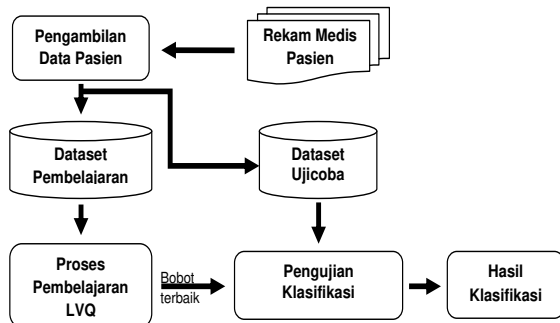 Pengambilan
Data Pasien
Rekam Medis
Pasien
Dataset
Pembelajaran
Dataset
Ujicoba
Proses
Pembelajaran
LVQ
Bobot
terbaik
Pengujian
Klasifikasi
Hasil
Klasifikasi